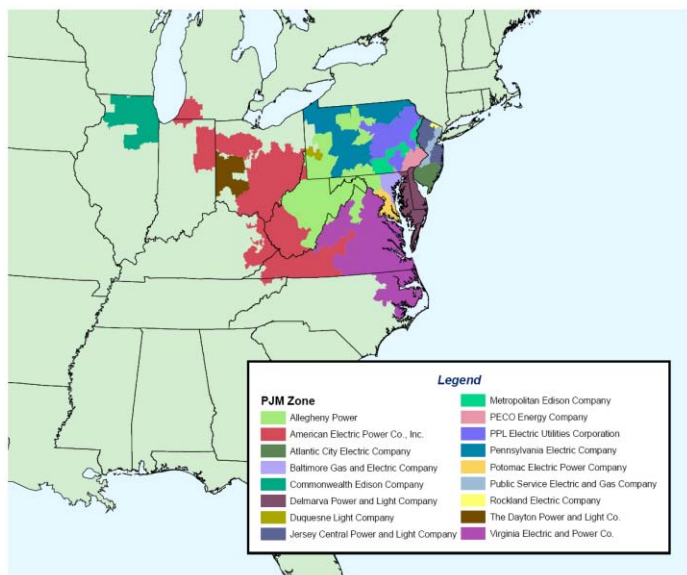 Legend
PJM Zone
Allegheny Power
American Electric Power Co., Inc.
Atlantic City Electric Company
Baltimore Gas and Electric Company
Commonwealth Edison Company
Delmarva Power and Light Company
Duquesne Light Company
Jersey Central Power and Light Company
Metropolitan Edison Company
PECO Energy Company
PPL Electric Utilities Corporation
Pennsylvania Electric Company
Potomac Electric Power Company
Public Service Electric and Gas Company
Rockland Electric Company
The Dayton Power and Light Co.
Virginia Electric and Power Co.